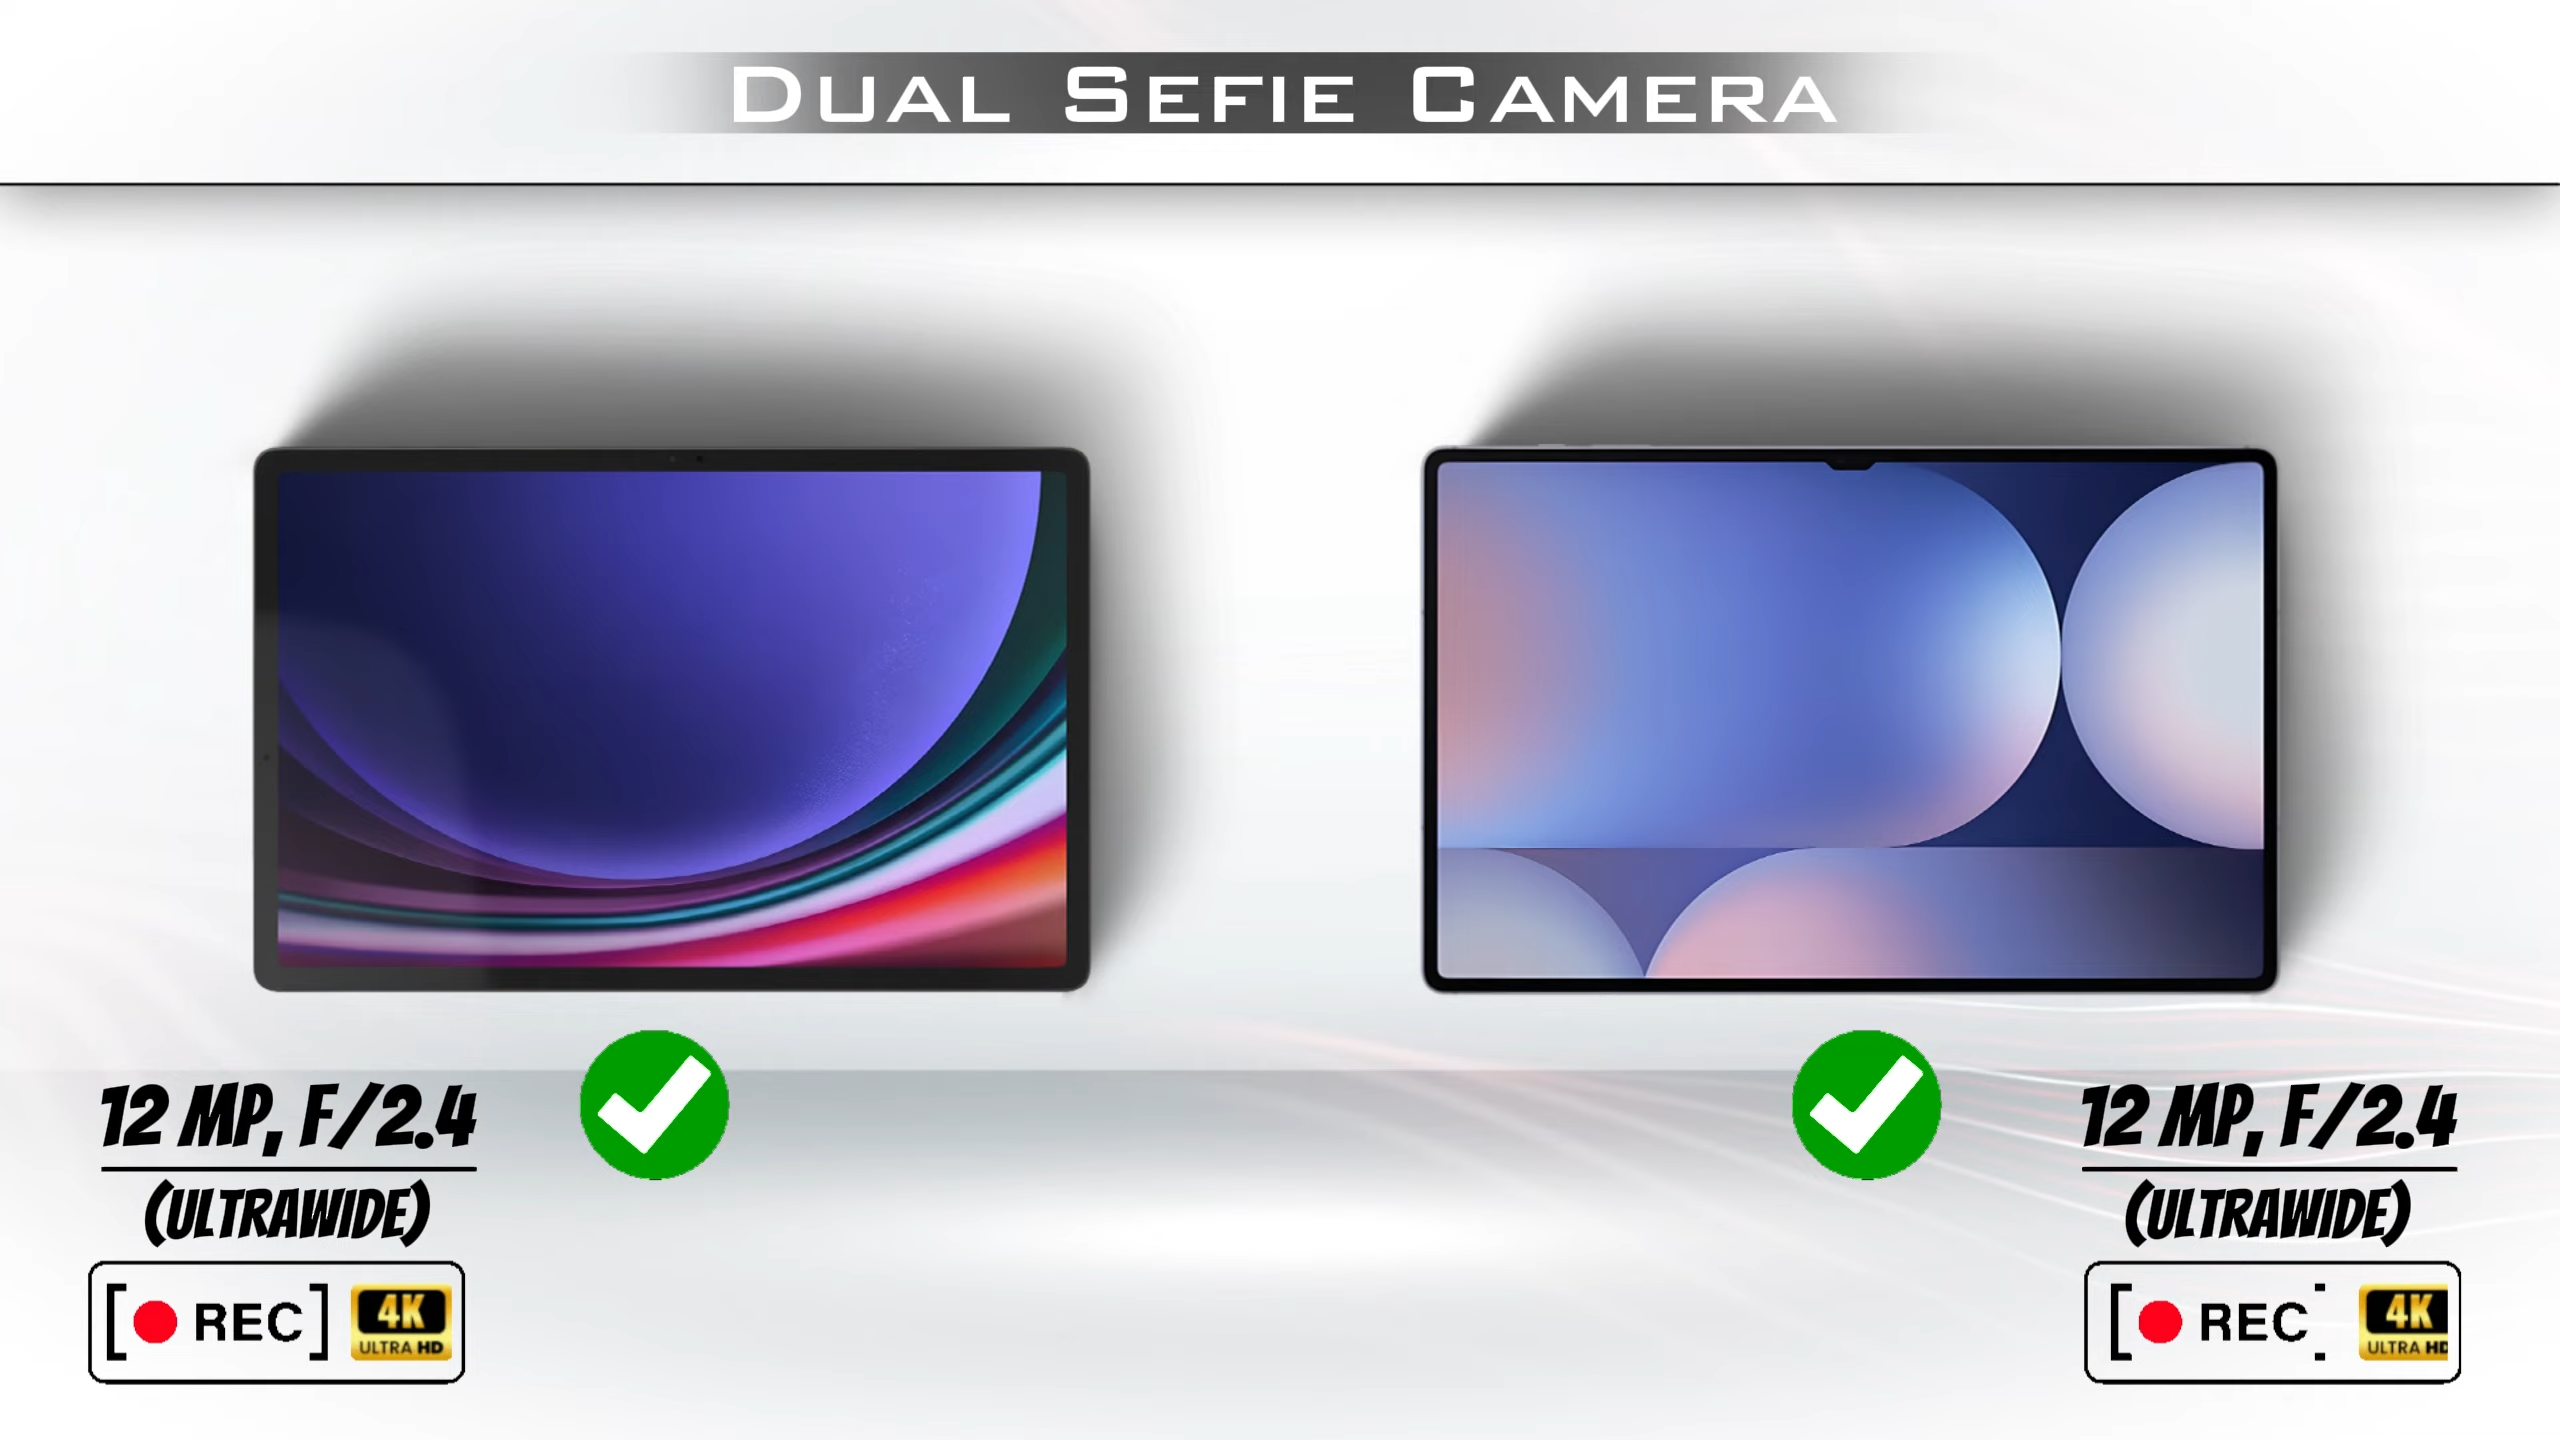 DUAL SEFIE CAMERA
12 MP, F/2.4
(ULTRAWIDE)
[● REC] 4K ULTRA HD
12 MP, F/2.4
(ULTRAWIDE)
[● REC 4K ULTRA HD